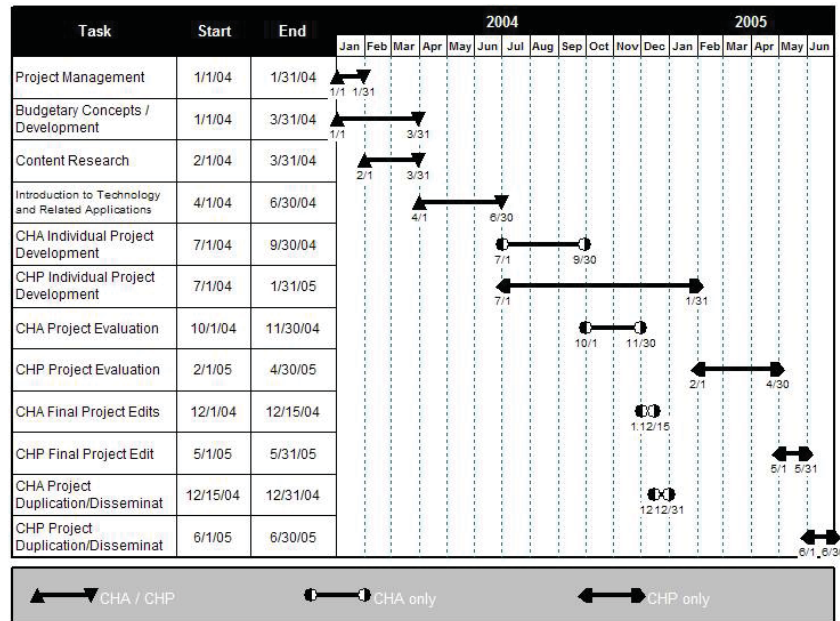 Task Start End 2004 2005
Jan Feb Mar Apr May Jun Jul Aug Sep Oct Nov Dec Jan Feb Mar Apr May Jun
Project Management 1/1/04 1/31/04
1/1 1/31
Budgetary Concepts /
Development 1/1/04 3/31/04
1/1 3/31
Content Research 2/1/04 3/31/04
2/1 3/31
Introduction to Technology
and Related Applications 4/1/04 6/30/04
4/1 6/30
CHA Individual Project
Development 7/1/04 9/30/04
7/1 9/30
CHP Individual Project
Development 7/1/04 1/31/05
7/1 1/31
CHA Project Evaluation 10/1/04 11/30/04
10/1 11/30
CHP Project Evaluation 2/1/05 4/30/05
2/1 4/30
CHA Final Project Edits 12/1/04 12/15/04
12/15
CHP Final Project Edit 5/1/05 5/31/05
5/1 5/31
CHA Project
Duplication/Disseminat 12/15/04 12/31/04
12 12/31
CHP Project
Duplication/Disseminat 6/1/05 6/30/05
6/1 6/30
CHA / CHP CHA only CHP only